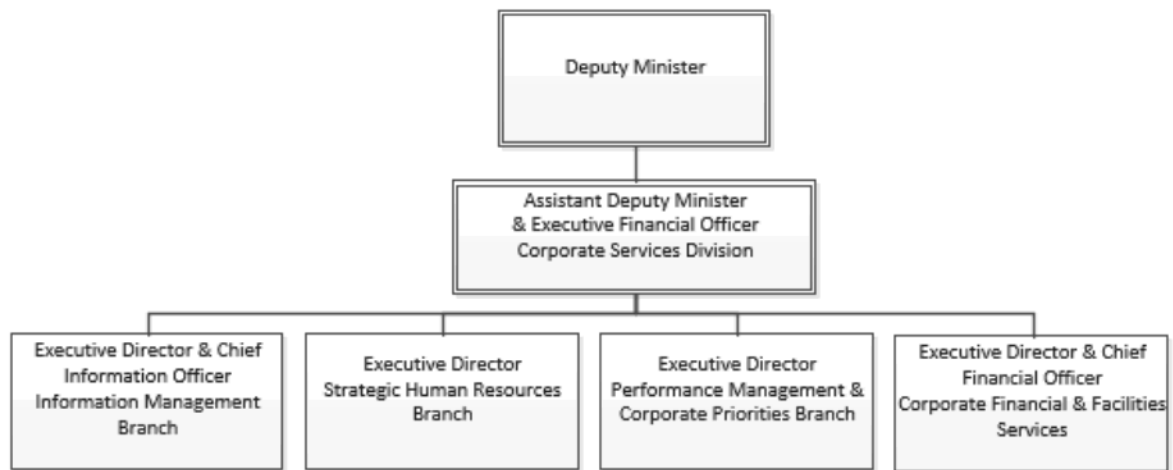 Deputy Minister
Assistant Deputy Minister
& Executive Financial Officer
Corporate Services Division
Executive Director & Chief
Information Officer
Information Management
Branch
Executive Director
Strategic Human Resources
Branch
Executive Director
Performance Management &
Corporate Priorities Branch
Executive Director & Chief
Financial Officer
Corporate Financial & Facilities
Services